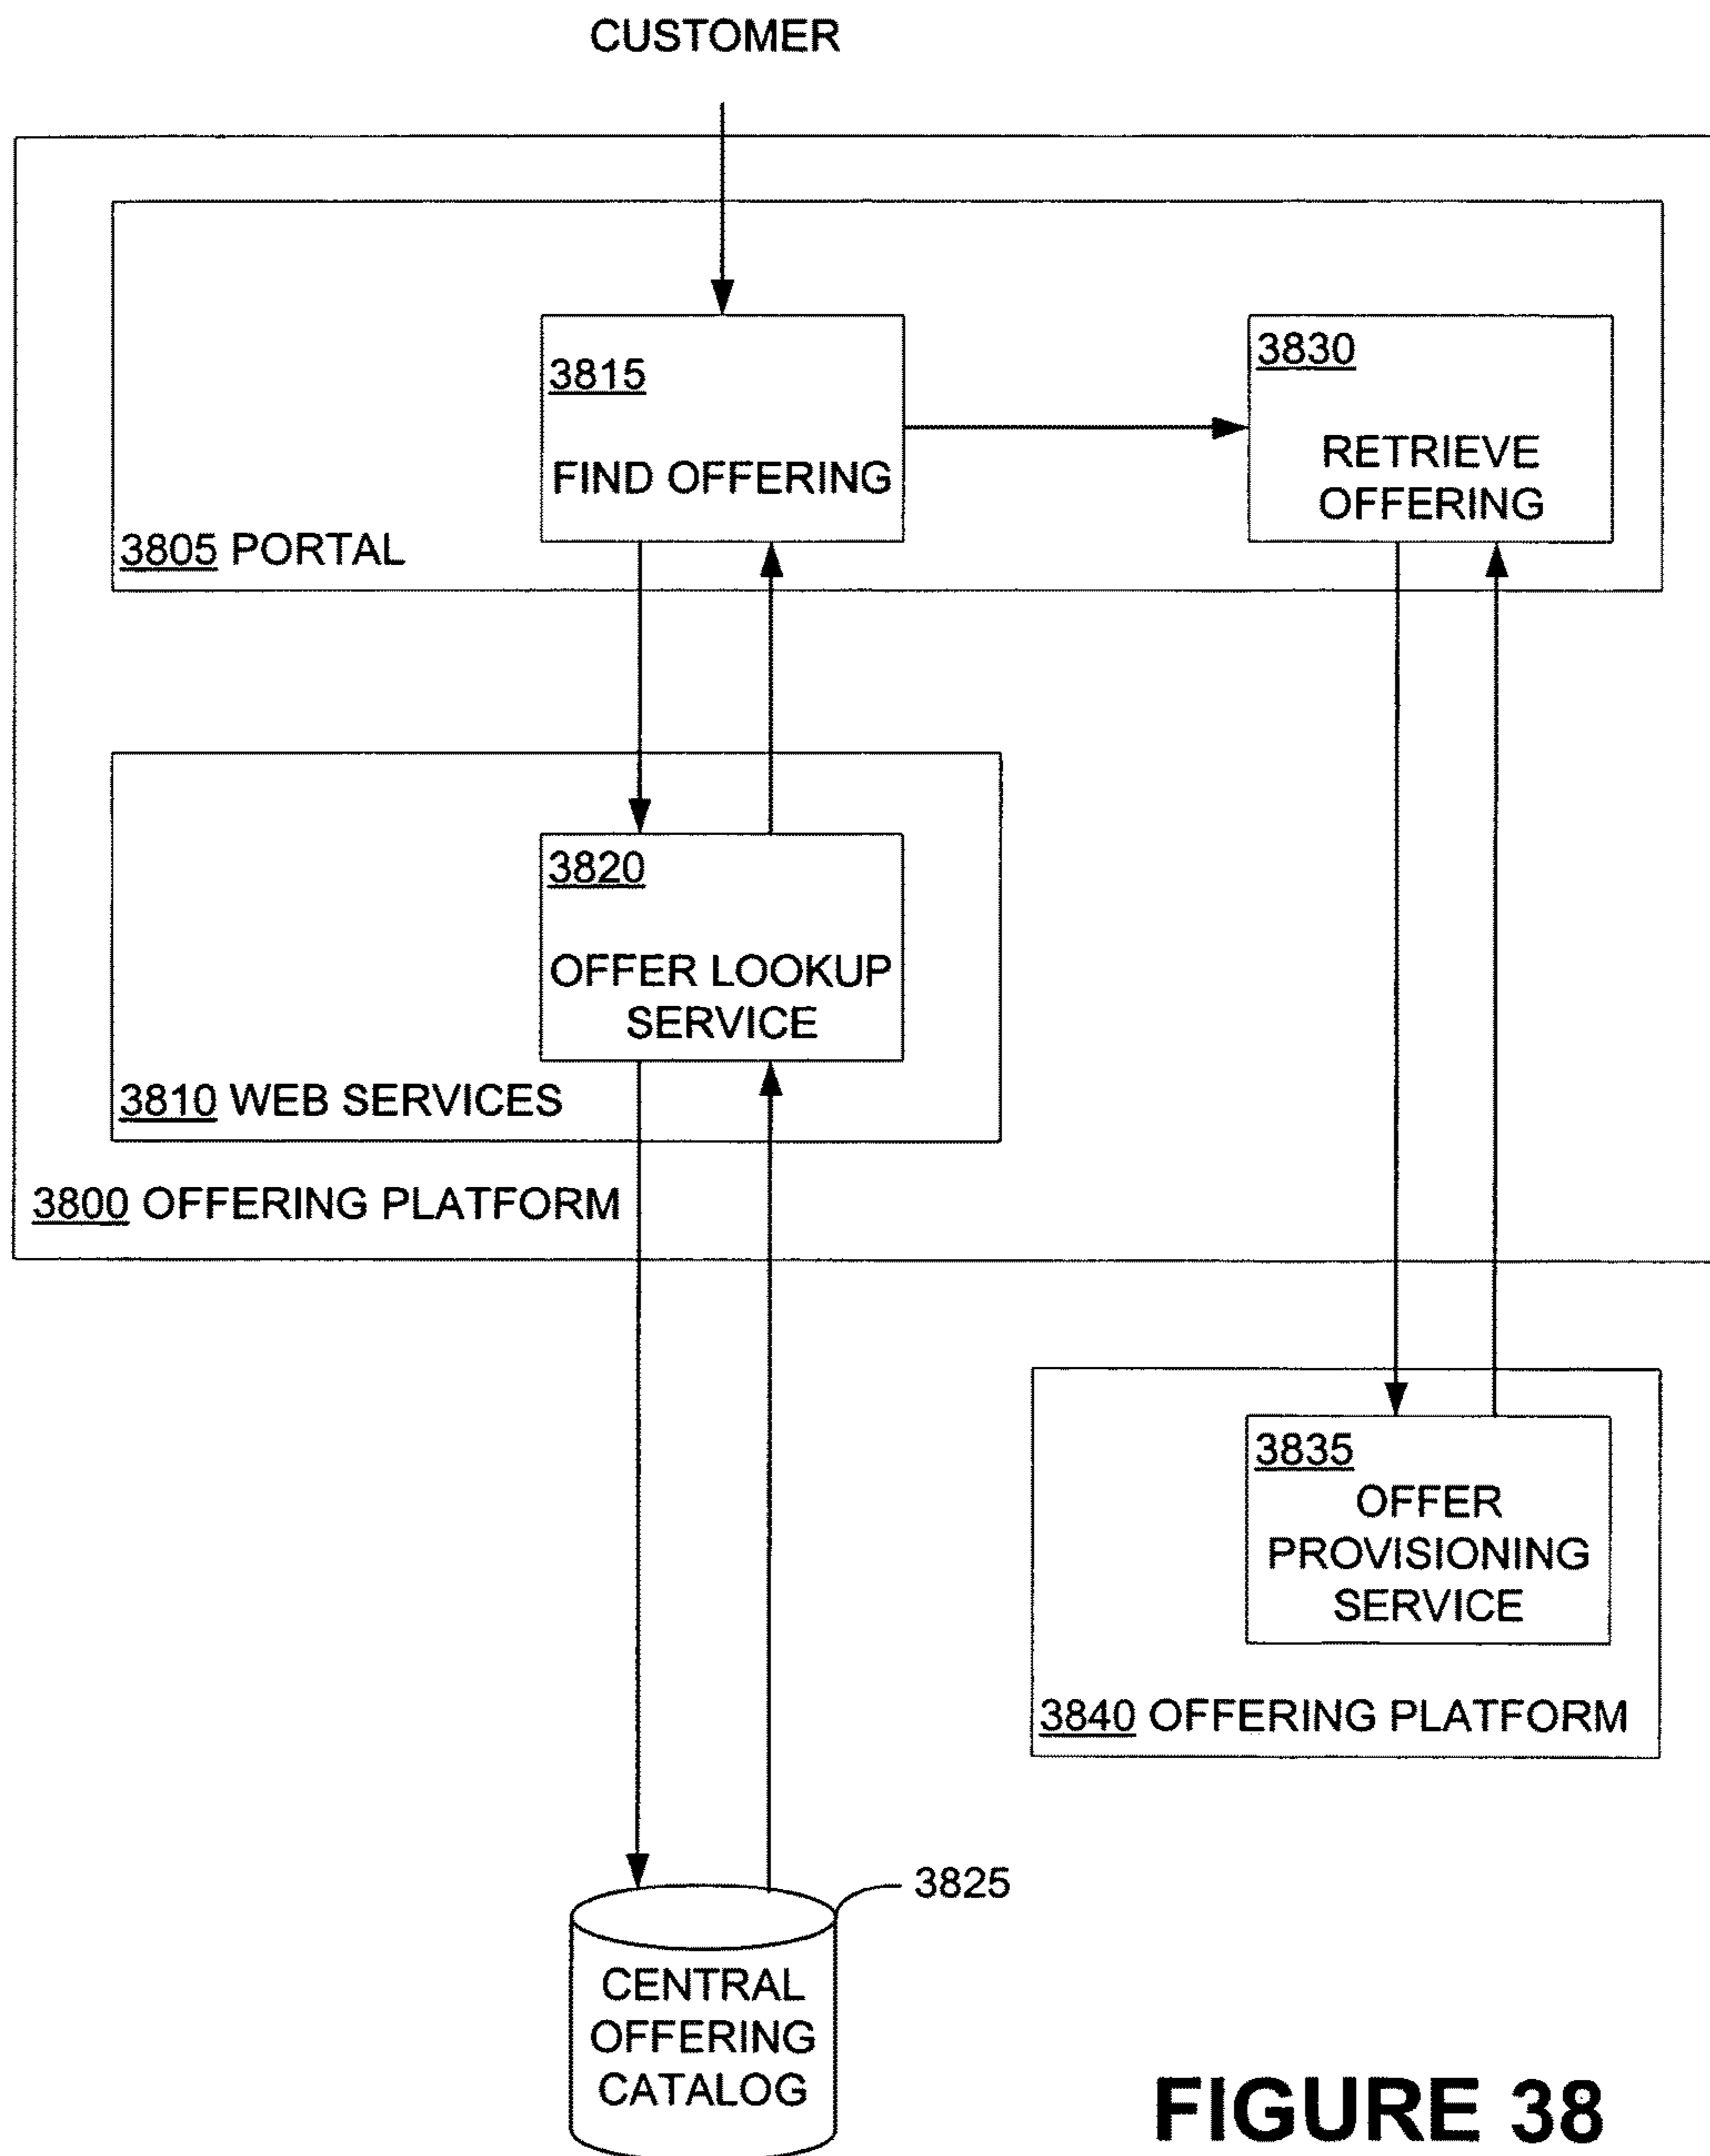 CUSTOMER
3815
FIND OFFERING
3830
RETRIEVE
OFFERING
3805 PORTAL
3820
OFFER LOOKUP
SERVICE
3810 WEB SERVICES
3800 OFFERING PLATFORM
3835
OFFER
PROVISIONING
SERVICE
3840 OFFERING PLATFORM
3825
CENTRAL
OFFERING
CATALOG
FIGURE 38